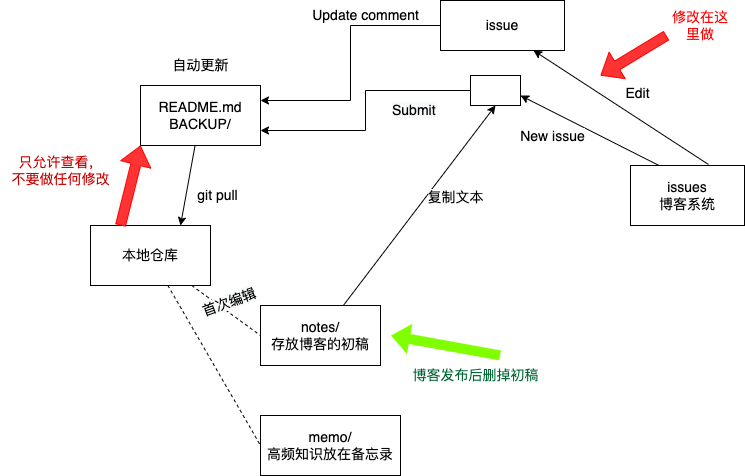 Update comment
issue
修改在这
里做
自动更新
README.md
BACKUP/
Submit
Edit
New issue
只允许查看，
不要做任何修改
git pull
复制文本
issues
博客系统
本地仓库
首次编辑
notes/
存放博客的初稿
博客发布后删掉初稿
memo/
高频知识放在备忘录